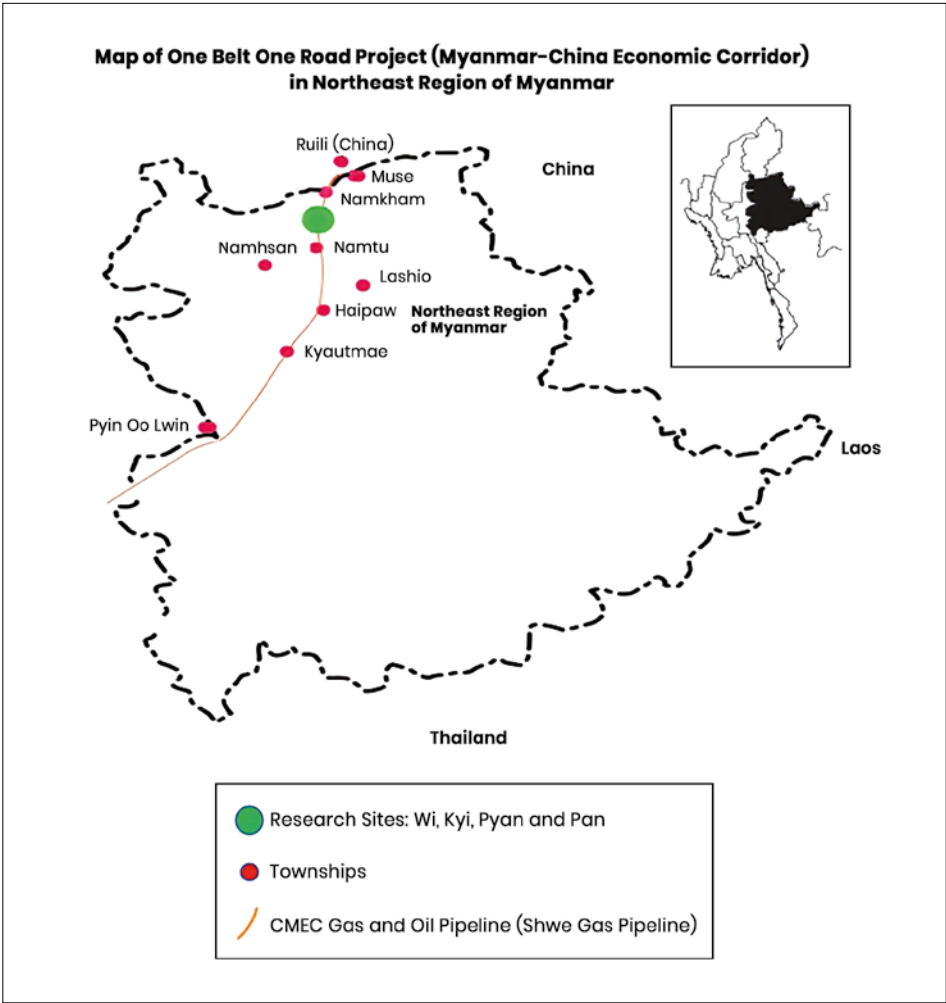 Map of One Belt One Road Project (Myanmar-China Economic Corridor)
in Northeast Region of Myanmar
Ruili (China)
China
Muse
Namkham
Namhsan
Namtu
Lashio
Haipaw
Northeast Region
of Myanmar
Kyautmae
Pyin Oo Lwin
Laos
Thailand
Research Sites: Wi, Kyi, Pyan and Pan
Townships
CMEC Gas and Oil Pipeline (Shwe Gas Pipeline)